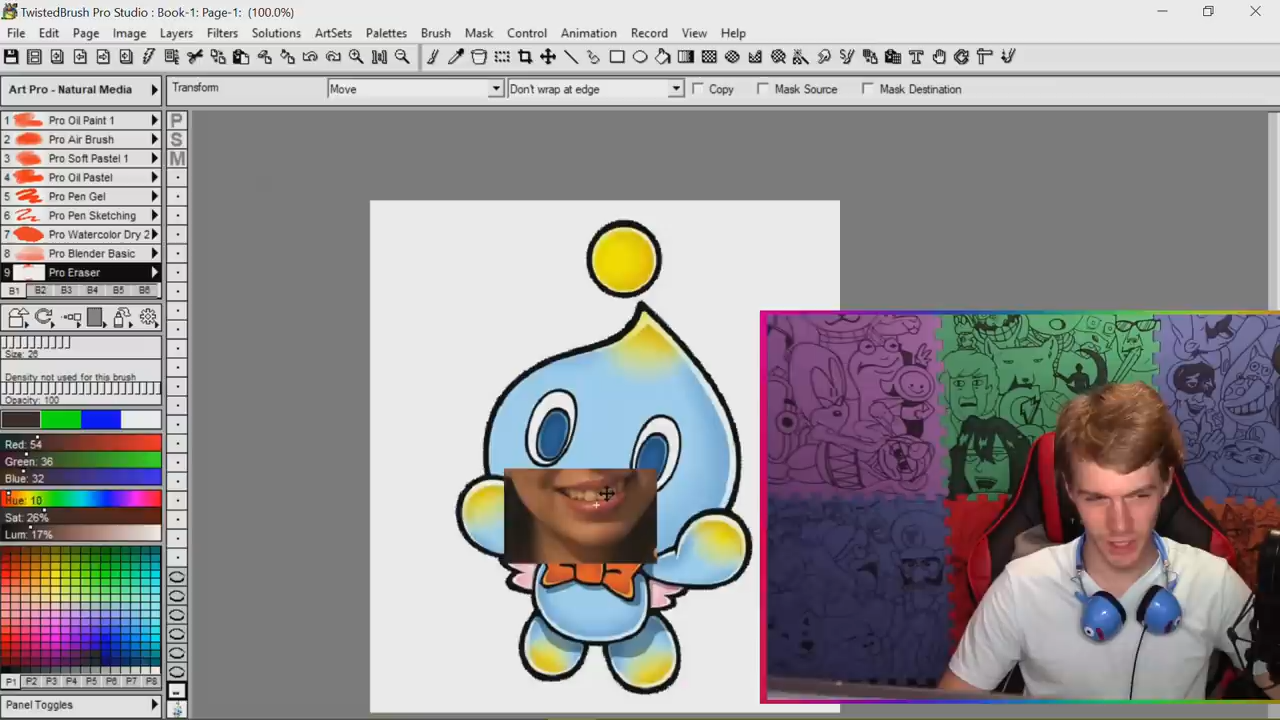 TwistedBrush Pro Studio : Book-1: Page-1: (100.0%)
File Edit Page Image Layers Filters Solutions ArtSets Palettes Brush Mask Control Animation Record View Help
Art Pro - Natural Media
Transform Move Don't wrap at edge Copy Mask Source Mask Destination
1 Pro Oil Paint 1
2 Pro Air Brush
3 Pro Soft Pastel 1
4 Pro Oil Pastel
5 Pro Pen Gel
6 Pro Pen Sketching
7 Pro Watercolor Dry 2
8 Pro Blender Basic
9 Pro Eraser
B1 B2 B3 B4 B5 B6
P
S
M
Size: 26
Density not used for this brush
Opacity: 100
Red: 54
Green: 36
Blue: 32
Hue: 10
Sat: 26%
Lum: 17%
P1 P2 P3 P4 P5 P6 P7 P8
Panel Toggles